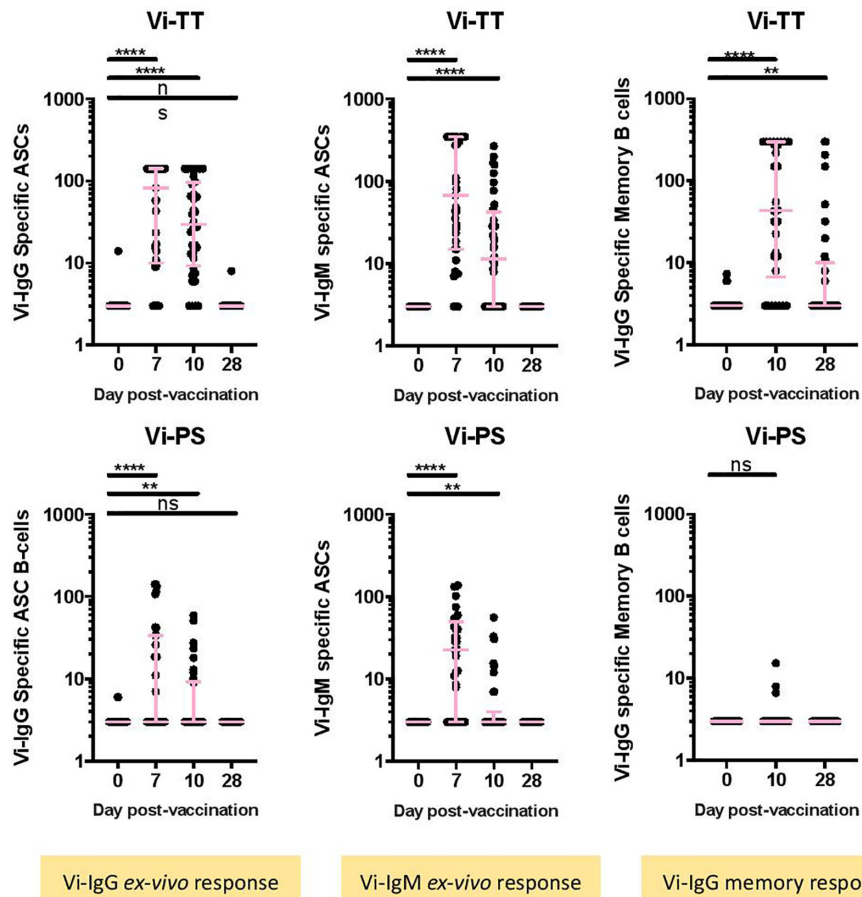 Vi-TT
****
****
n
s
1000
100
10
1
Vi-IgG Specific ASCs
0 7 10 28
Day post-vaccination
Vi-TT
****
****
1000
100
10
1
Vi-IgM specific ASCs
0 7 10 28
Day post-vaccination
Vi-TT
****
**
1000
100
10
1
Vi-IgG Specific Memory B cells
0 10 28
Day post-vaccination
Vi-PS
****
**
ns
1000
100
10
1
Vi-IgG Specific ASC B-cells
0 7 10 28
Day post-vaccination
Vi-PS
****
**
1000
100
10
1
Vi-IgM specific ASCs
0 7 10 28
Day post-vaccination
Vi-PS
ns
1000
100
10
1
Vi-IgG specific Memory B cells
0 10 28
Day post-vaccination
Vi-IgG ex-vivo response
Vi-IgM ex-vivo response
Vi-IgG memory respo